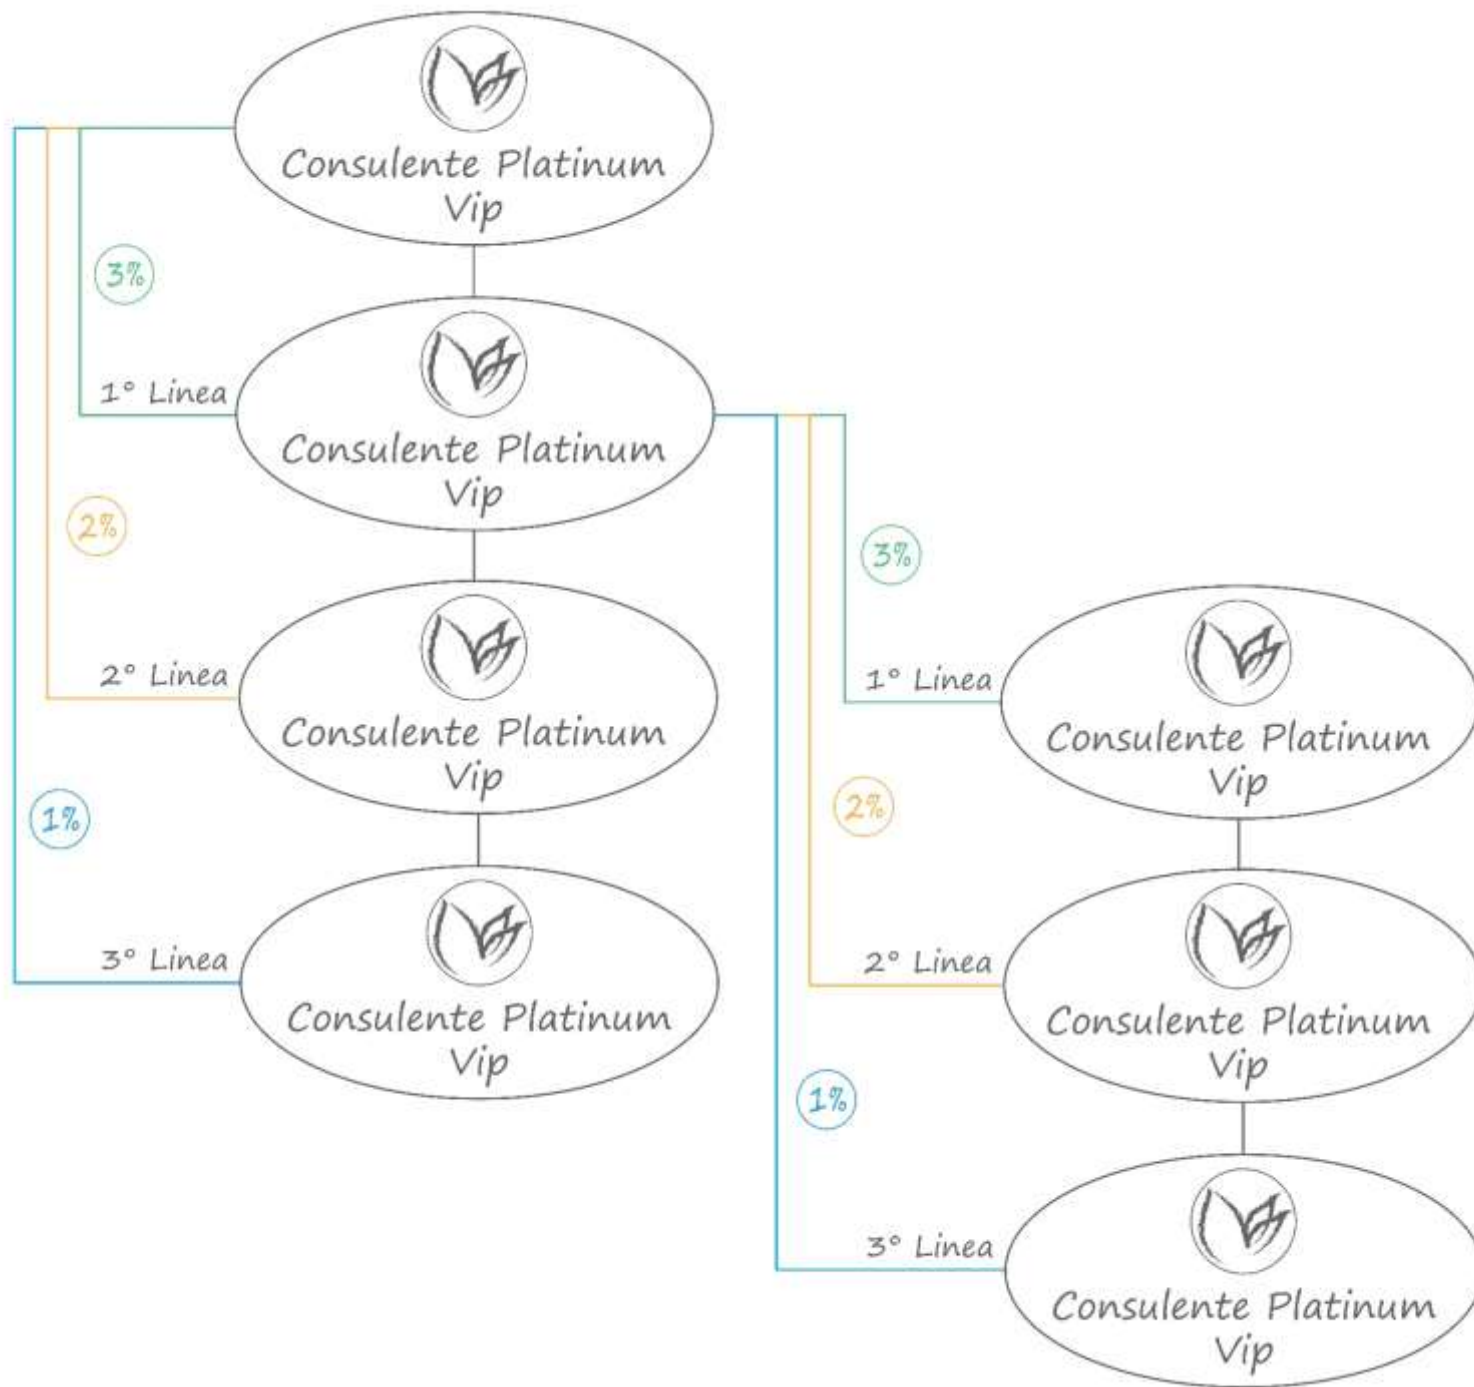 Consulente Platinum
Vip
3%
1° Linea
Consulente Platinum
Vip
2%
2° Linea
Consulente Platinum
Vip
1%
3° Linea
Consulente Platinum
Vip
3%
1° Linea
Consulente Platinum
Vip
2%
2° Linea
Consulente Platinum
Vip
1%
3° Linea
Consulente Platinum
Vip